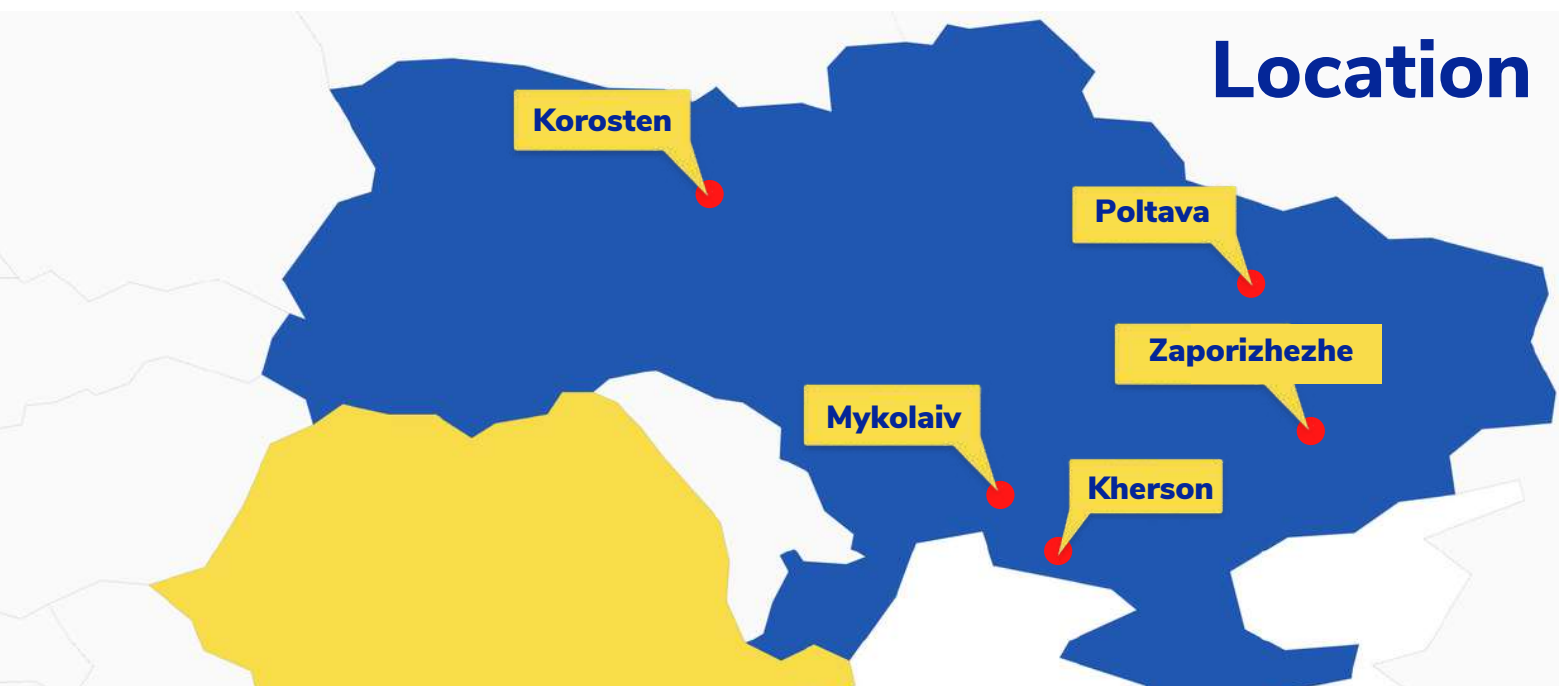 Location
Korosten
Poltava
Zaporizhezhe
Mykolaiv
Kherson